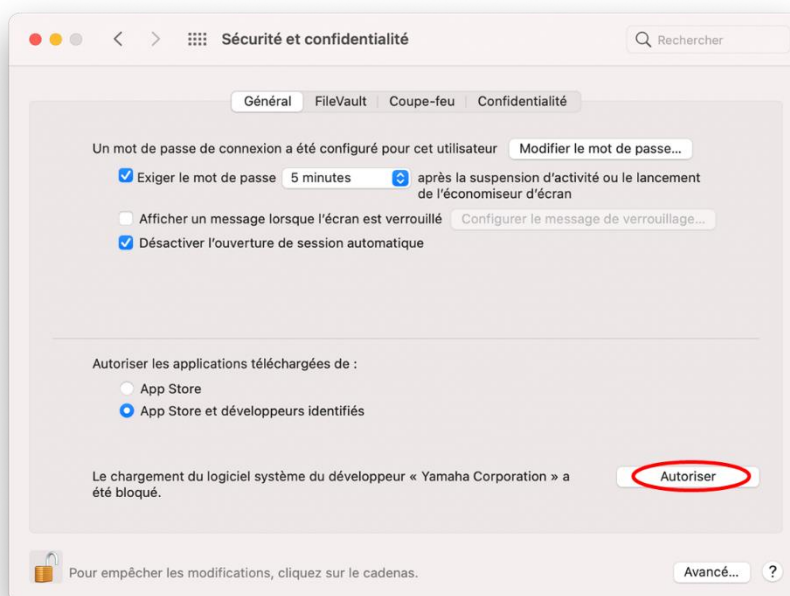 Sécurité et confidentialité
Rechercher
Général FileVault Coupe-feu Confidentialité
Un mot de passe de connexion a été configuré pour cet utilisateur Modifier le mot de passe...
Exiger le mot de passe 5 minutes après la suspension d'activité ou le lancement
de l'économiseur d'écran
Afficher un message lorsque l'écran est verrouillé Configurer le message de verrouillage...
Désactiver l'ouverture de session automatique
Autoriser les applications téléchargées de :
App Store
App Store et développeurs identifiés
Le chargement du logiciel système du développeur « Yamaha Corporation » a
été bloqué.
Autoriser
Pour empêcher les modifications, cliquez sur le cadenas.
Avancé... ?